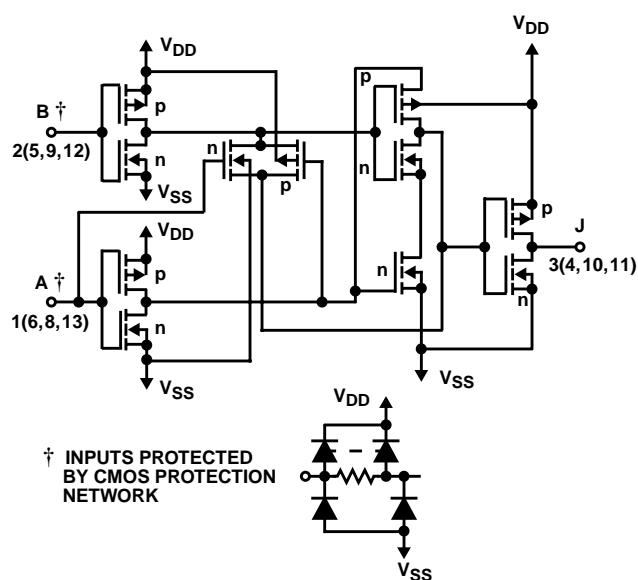 VDD
VDD
B †
p
p
2(5,9,12)
n
n
n
p
VSS
VDD
p
J
A †
p
n
3(4,10,11)
1(6,8,13)
n
n
VSS
VSS
VDD
† INPUTS PROTECTED
BY CMOS PROTECTION
NETWORK
VSS